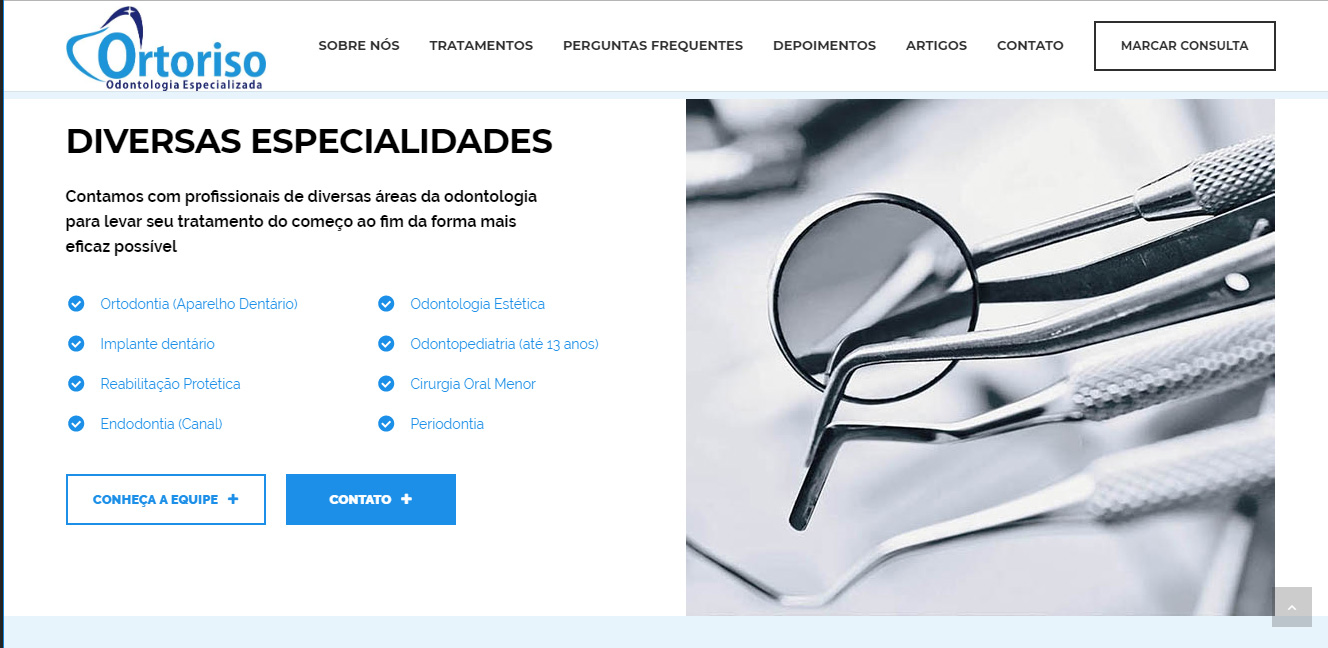 Ortoriso
Odontologia Especializada
SOBRE NÓS
TRATAMENTOS
PERGUNTAS FREQUENTES
DEPOIMENTOS
ARTIGOS
CONTATO
MARCAR CONSULTA
DIVERSAS ESPECIALIDADES
Contamos com profissionais de diversas áreas da odontologia
para levar seu tratamento do começo ao fim da forma mais
eficaz possível
Ortodontia (Aparelho Dentário)
Implante dentário
Reabilitação Protética
Endodontia (Canal)
Odontologia Estética
Odontopediatria (até 13 anos)
Cirurgia Oral Menor
Periodontia
CONHEÇA A EQUIPE +
CONTATO +